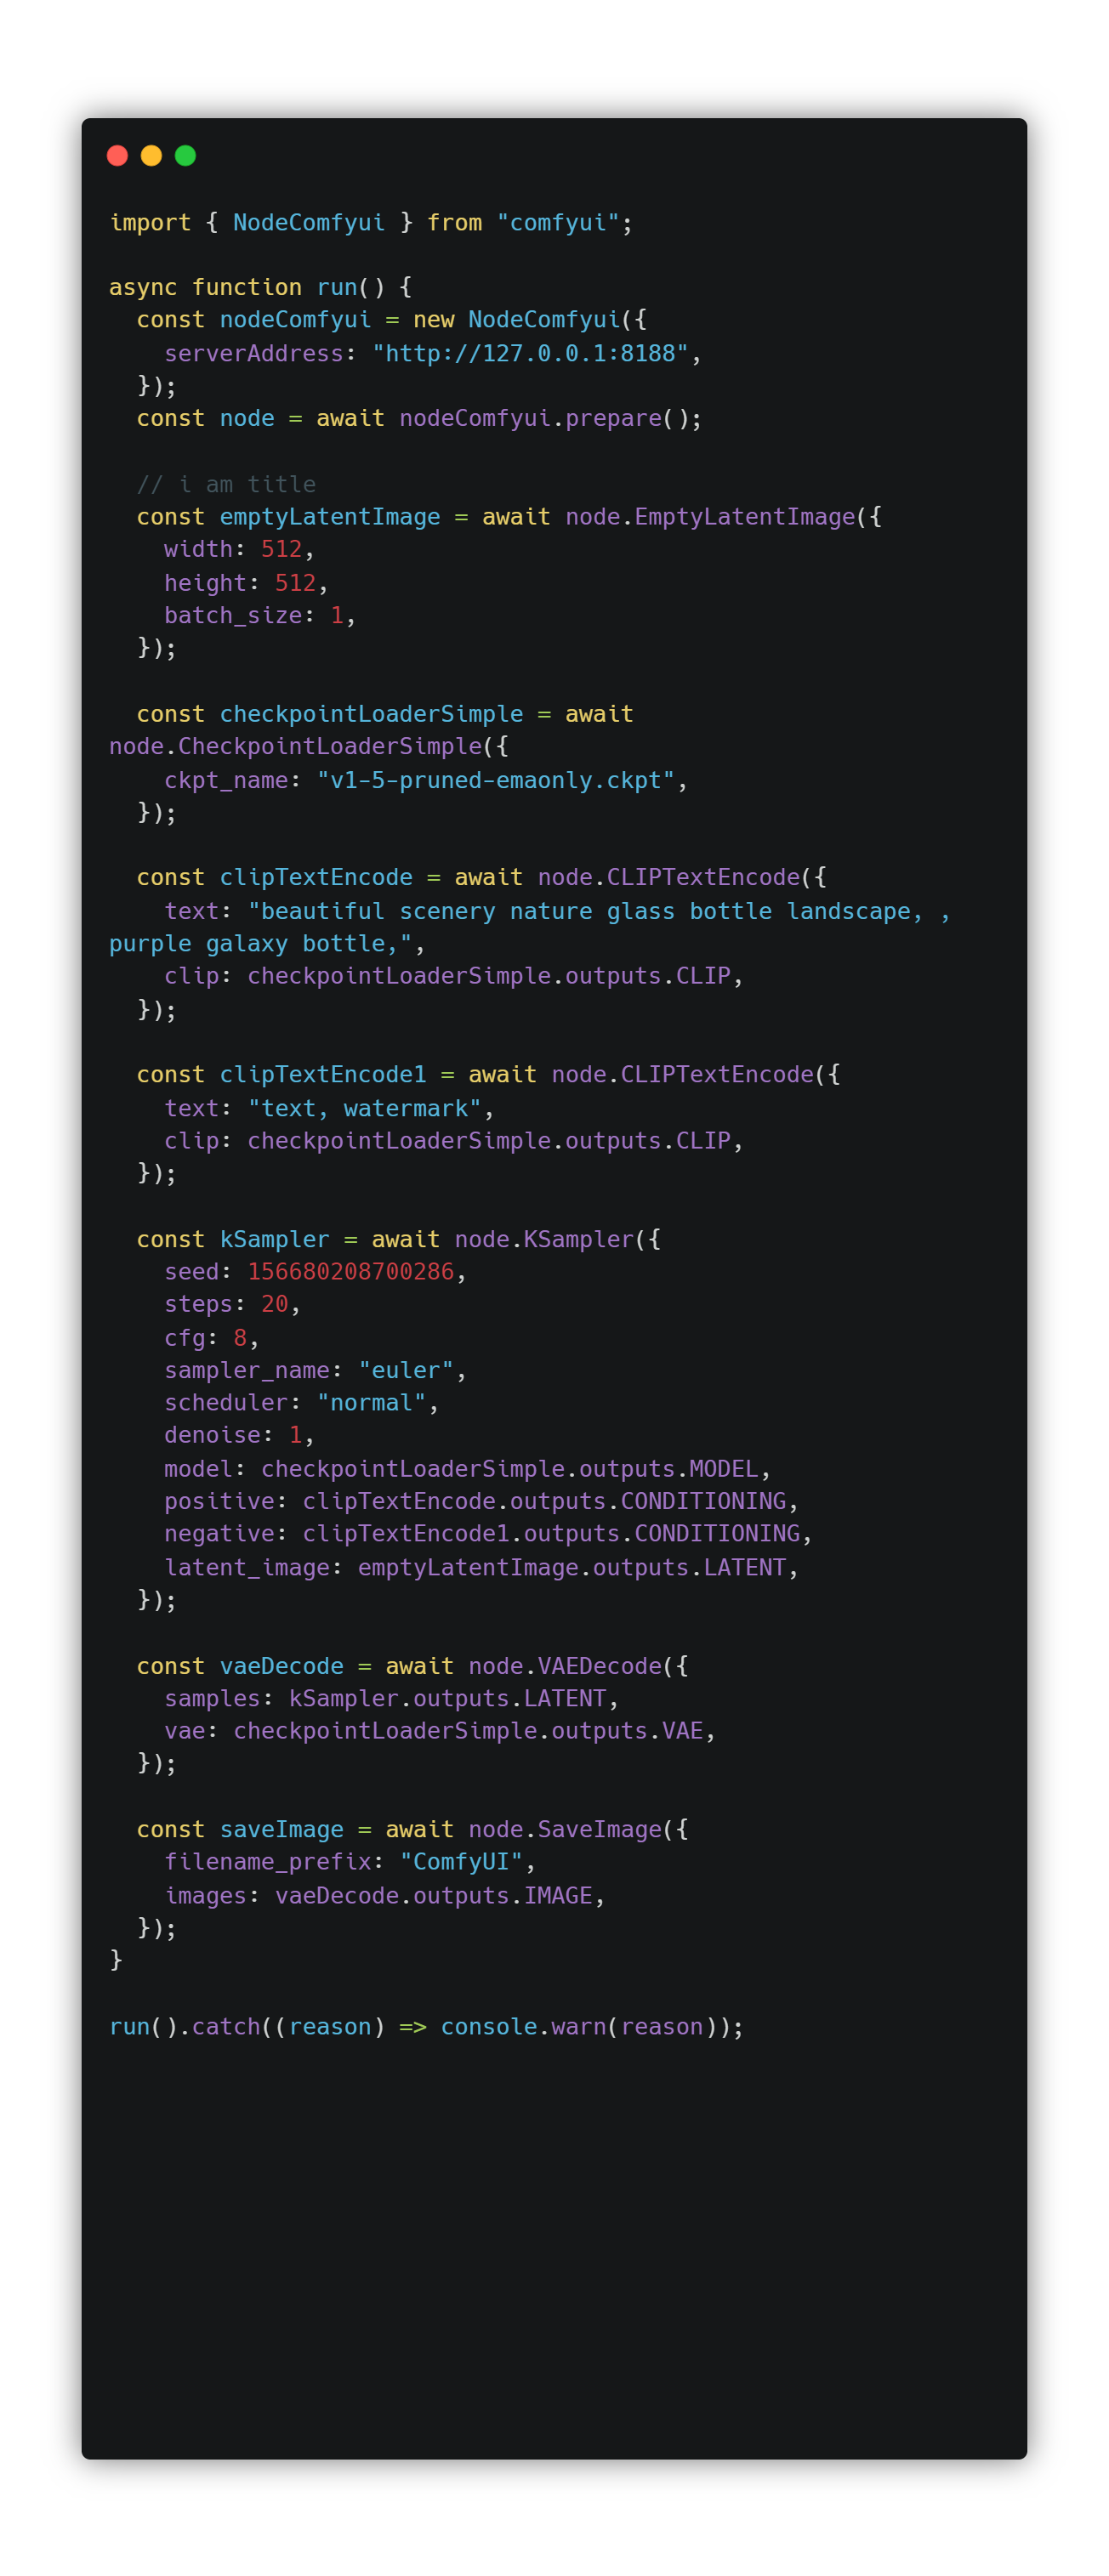 import { NodeComfyui } from "comfyui";

async function run() {
  const nodeComfyui = new NodeComfyui({
    serverAddress: "http://127.0.0.1:8188",
  });
  const node = await nodeComfyui.prepare();

  // i am title
  const emptyLatentImage = await node.EmptyLatentImage({
    width: 512,
    height: 512,
    batch_size: 1,
  });

  const checkpointLoaderSimple = await
node.CheckpointLoaderSimple({
    ckpt_name: "v1-5-pruned-emaonly.ckpt",
  });

  const clipTextEncode = await node.CLIPTextEncode({
    text: "beautiful scenery nature glass bottle landscape, ,
purple galaxy bottle,",
    clip: checkpointLoaderSimple.outputs.CLIP,
  });

  const clipTextEncode1 = await node.CLIPTextEncode({
    text: "text, watermark",
    clip: checkpointLoaderSimple.outputs.CLIP,
  });

  const kSampler = await node.KSampler({
    seed: 156680208700286,
    steps: 20,
    cfg: 8,
    sampler_name: "euler",
    scheduler: "normal",
    denoise: 1,
    model: checkpointLoaderSimple.outputs.MODEL,
    positive: clipTextEncode.outputs.CONDITIONING,
    negative: clipTextEncode1.outputs.CONDITIONING,
    latent_image: emptyLatentImage.outputs.LATENT,
  });

  const vaeDecode = await node.VAEDecode({
    samples: kSampler.outputs.LATENT,
    vae: checkpointLoaderSimple.outputs.VAE,
  });

  const saveImage = await node.SaveImage({
    filename_prefix: "ComfyUI",
    images: vaeDecode.outputs.IMAGE,
  });
}

run().catch((reason) => console.warn(reason));